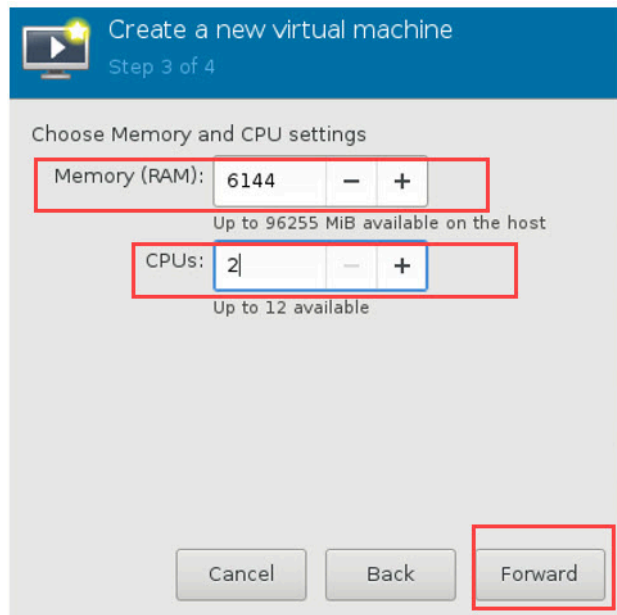 Create a new virtual machine
Step 3 of 4
Choose Memory and CPU settings
Memory (RAM): 6144 − +
Up to 96255 MiB available on the host
CPUs: 2 − +
Up to 12 available
Cancel Back Forward